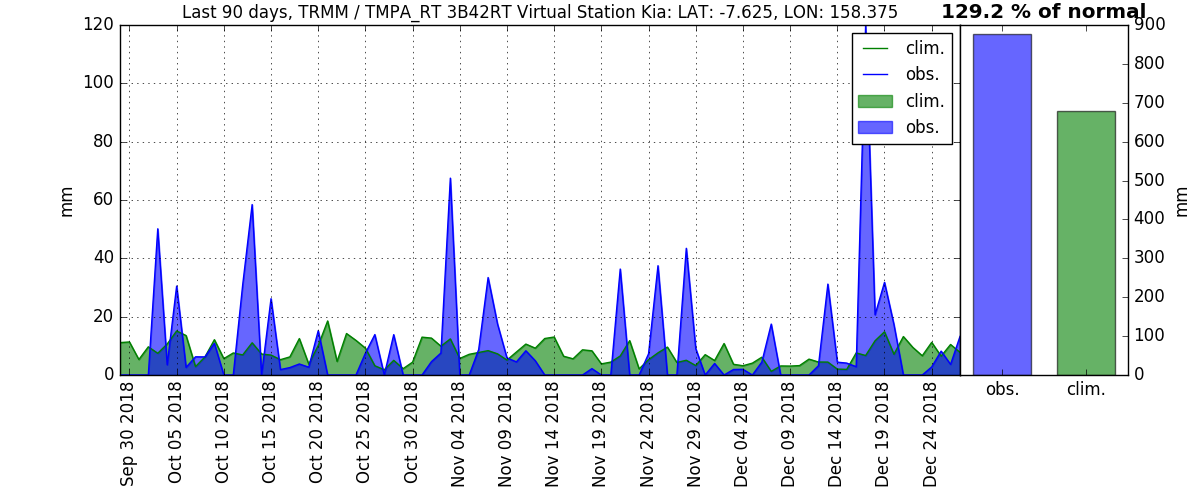 Last 90 days, TRMM / TMPA_RT 3B42RT Virtual Station Kia: LAT: -7.625, LON: 158.375
129.2 % of normal
120
100
80
60
40
20
0
mm
clim.
obs.
clim.
obs.
900
800
700
600
500
400
300
200
100
0
mm
obs.
clim.
Sep 30 2018
Oct 05 2018
Oct 10 2018
Oct 15 2018
Oct 20 2018
Oct 25 2018
Oct 30 2018
Nov 04 2018
Nov 09 2018
Nov 14 2018
Nov 19 2018
Nov 24 2018
Nov 29 2018
Dec 04 2018
Dec 09 2018
Dec 14 2018
Dec 19 2018
Dec 24 2018